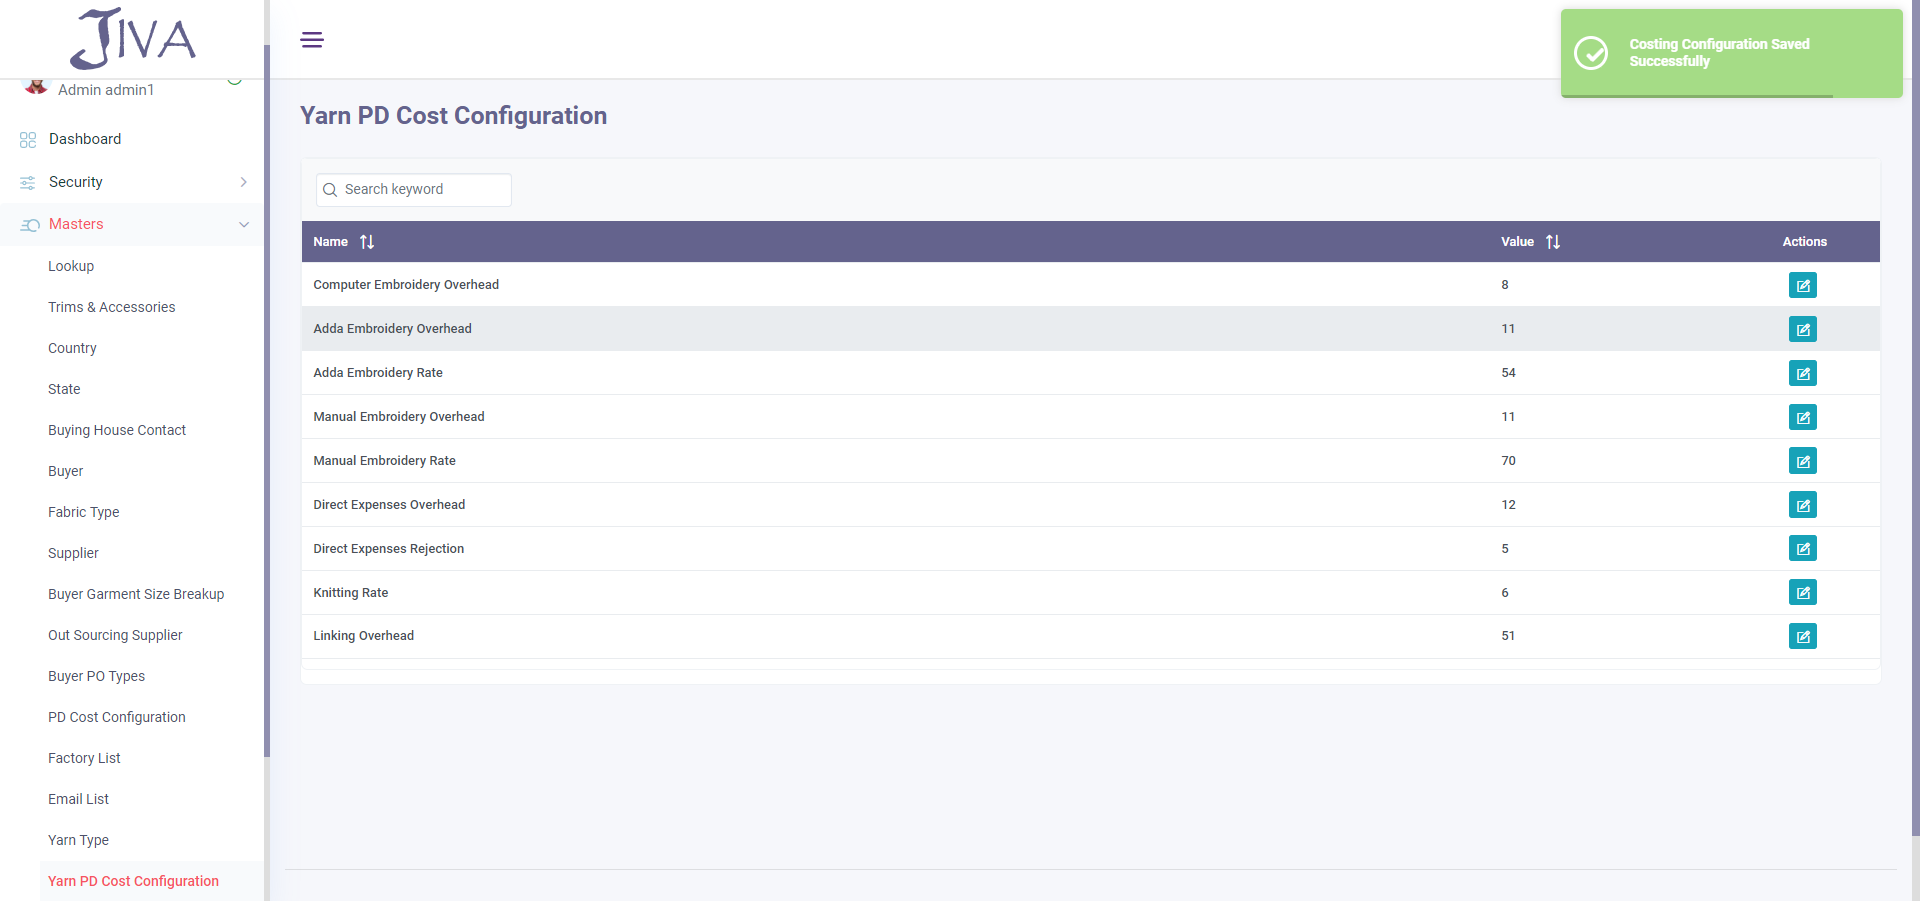 JIVA
Costing Configuration Saved
Successfully
Admin admin1
Yarn PD Cost Configuration
Dashboard
Security
Masters
Lookup
Trims & Accessories
Country
State
Buying House Contact
Buyer
Fabric Type
Supplier
Buyer Garment Size Breakup
Out Sourcing Supplier
Buyer PO Types
PD Cost Configuration
Factory List
Email List
Yarn Type
Yarn PD Cost Configuration
Search keyword
Name Value Actions
Computer Embroidery Overhead 8
Adda Embroidery Overhead 11
Adda Embroidery Rate 54
Manual Embroidery Overhead 11
Manual Embroidery Rate 70
Direct Expenses Overhead 12
Direct Expenses Rejection 5
Knitting Rate 6
Linking Overhead 51